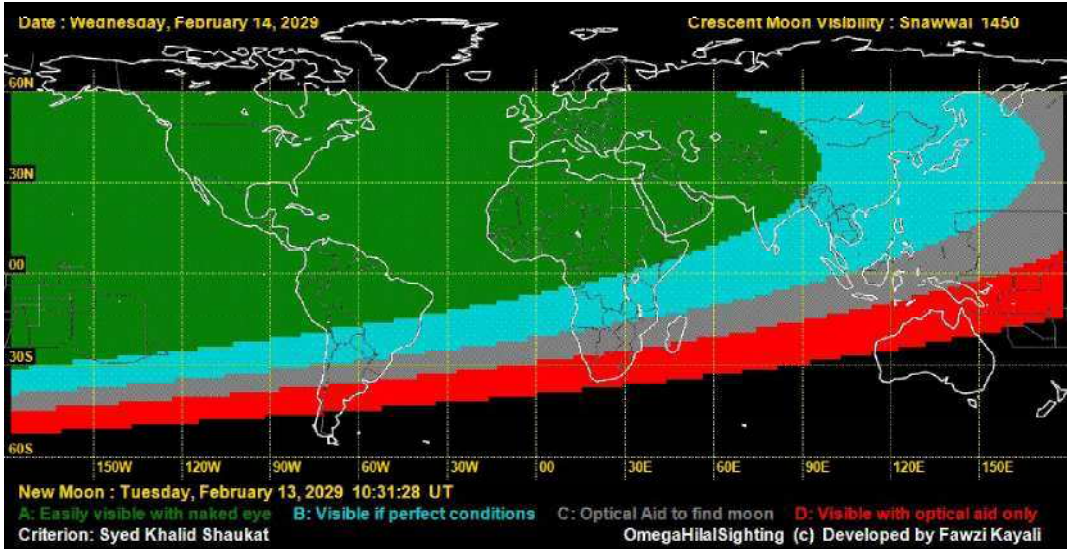 Date : Wednesday, February 14, 2029
Crescent Moon Visibility : Shawwal 1450
60N
30N
00
30S
60S
150W 120W 90W 60W 30W 00 30E 60E 90E 120E 150E
New Moon : Tuesday, February 13, 2029 10:31:28 UT
A: Easily visible with naked eye B: Visible if perfect conditions C: Optical Aid to find moon D: Visible with optical aid only
Criterion: Syed Khalid Shaukat OmegaHilalSighting (c) Developed by Fawzi Kayali